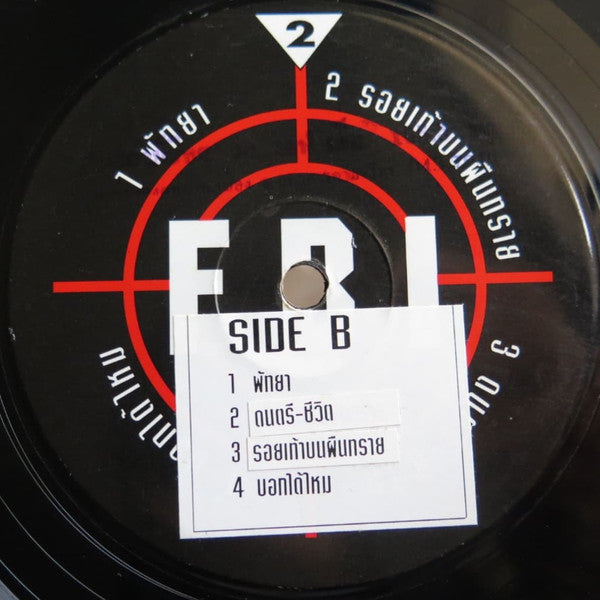 2
1 พัทยา
2 รอยเท้าบนผืนทราย
3
FBI
SIDE B
1 พัทยา
2 ดนตรี-ชีวิต
3 รอยเท้าบนผืนทราย
4 บอกได้ไหม